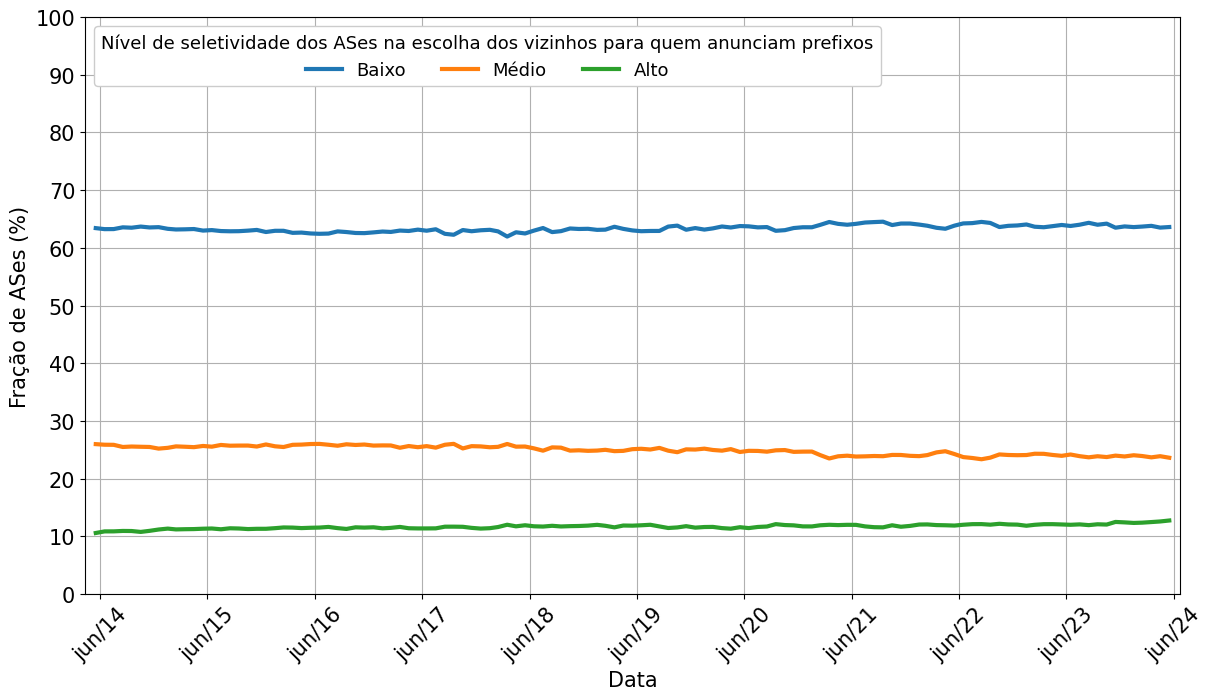 Nível de seletividade dos ASes na escolha dos vizinhos para quem anunciam prefixos
Baixo Médio Alto
Fração de ASes (%)
100
90
80
70
60
50
40
30
20
10
0
jun/14 jun/15 jun/16 jun/17 jun/18 jun/19 jun/20 jun/21 jun/22 jun/23 jun/24
Data